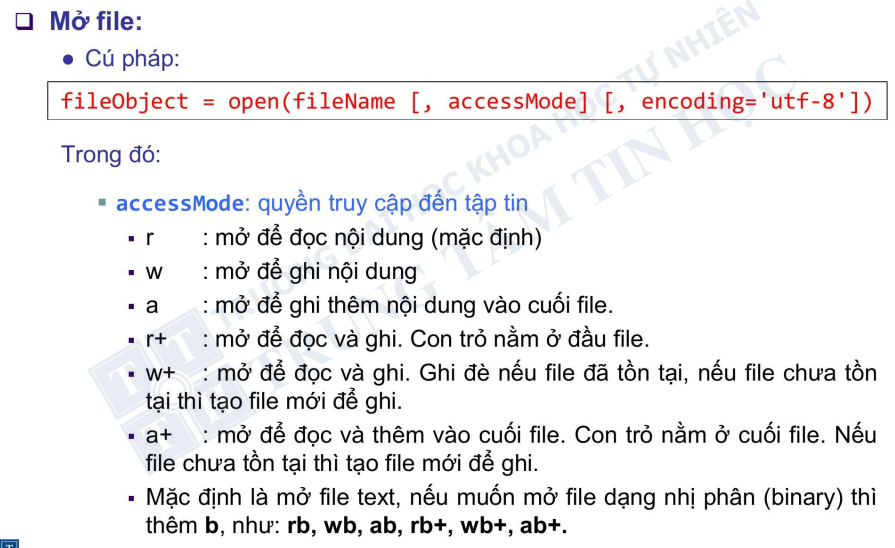 Mở file:
Cú pháp:
fileObject = open(fileName [, accessMode] [, encoding='utf-8'])
Trong đó:
accessMode: quyền truy cập đến tập tin
r : mở để đọc nội dung (mặc định)
w : mở để ghi nội dung
a : mở để ghi thêm nội dung vào cuối file.
r+ : mở để đọc và ghi. Con trỏ nằm ở đầu file.
w+ : mở để đọc và ghi. Ghi đè nếu file đã tồn tại, nếu file chưa tồn
tại thì tạo file mới để ghi.
a+ : mở để đọc và thêm vào cuối file. Con trỏ nằm ở cuối file. Nếu
file chưa tồn tại thì tạo file mới để ghi.
Mặc định là mở file text, nếu muốn mở file dạng nhị phân (binary) thì
thêm b, như: rb, wb, ab, rb+, wb+, ab+.
TRƯỜNG ĐẠI HỌC KHOA HỌC TỰ NHIÊN
TRUNG TÂM TIN HỌC